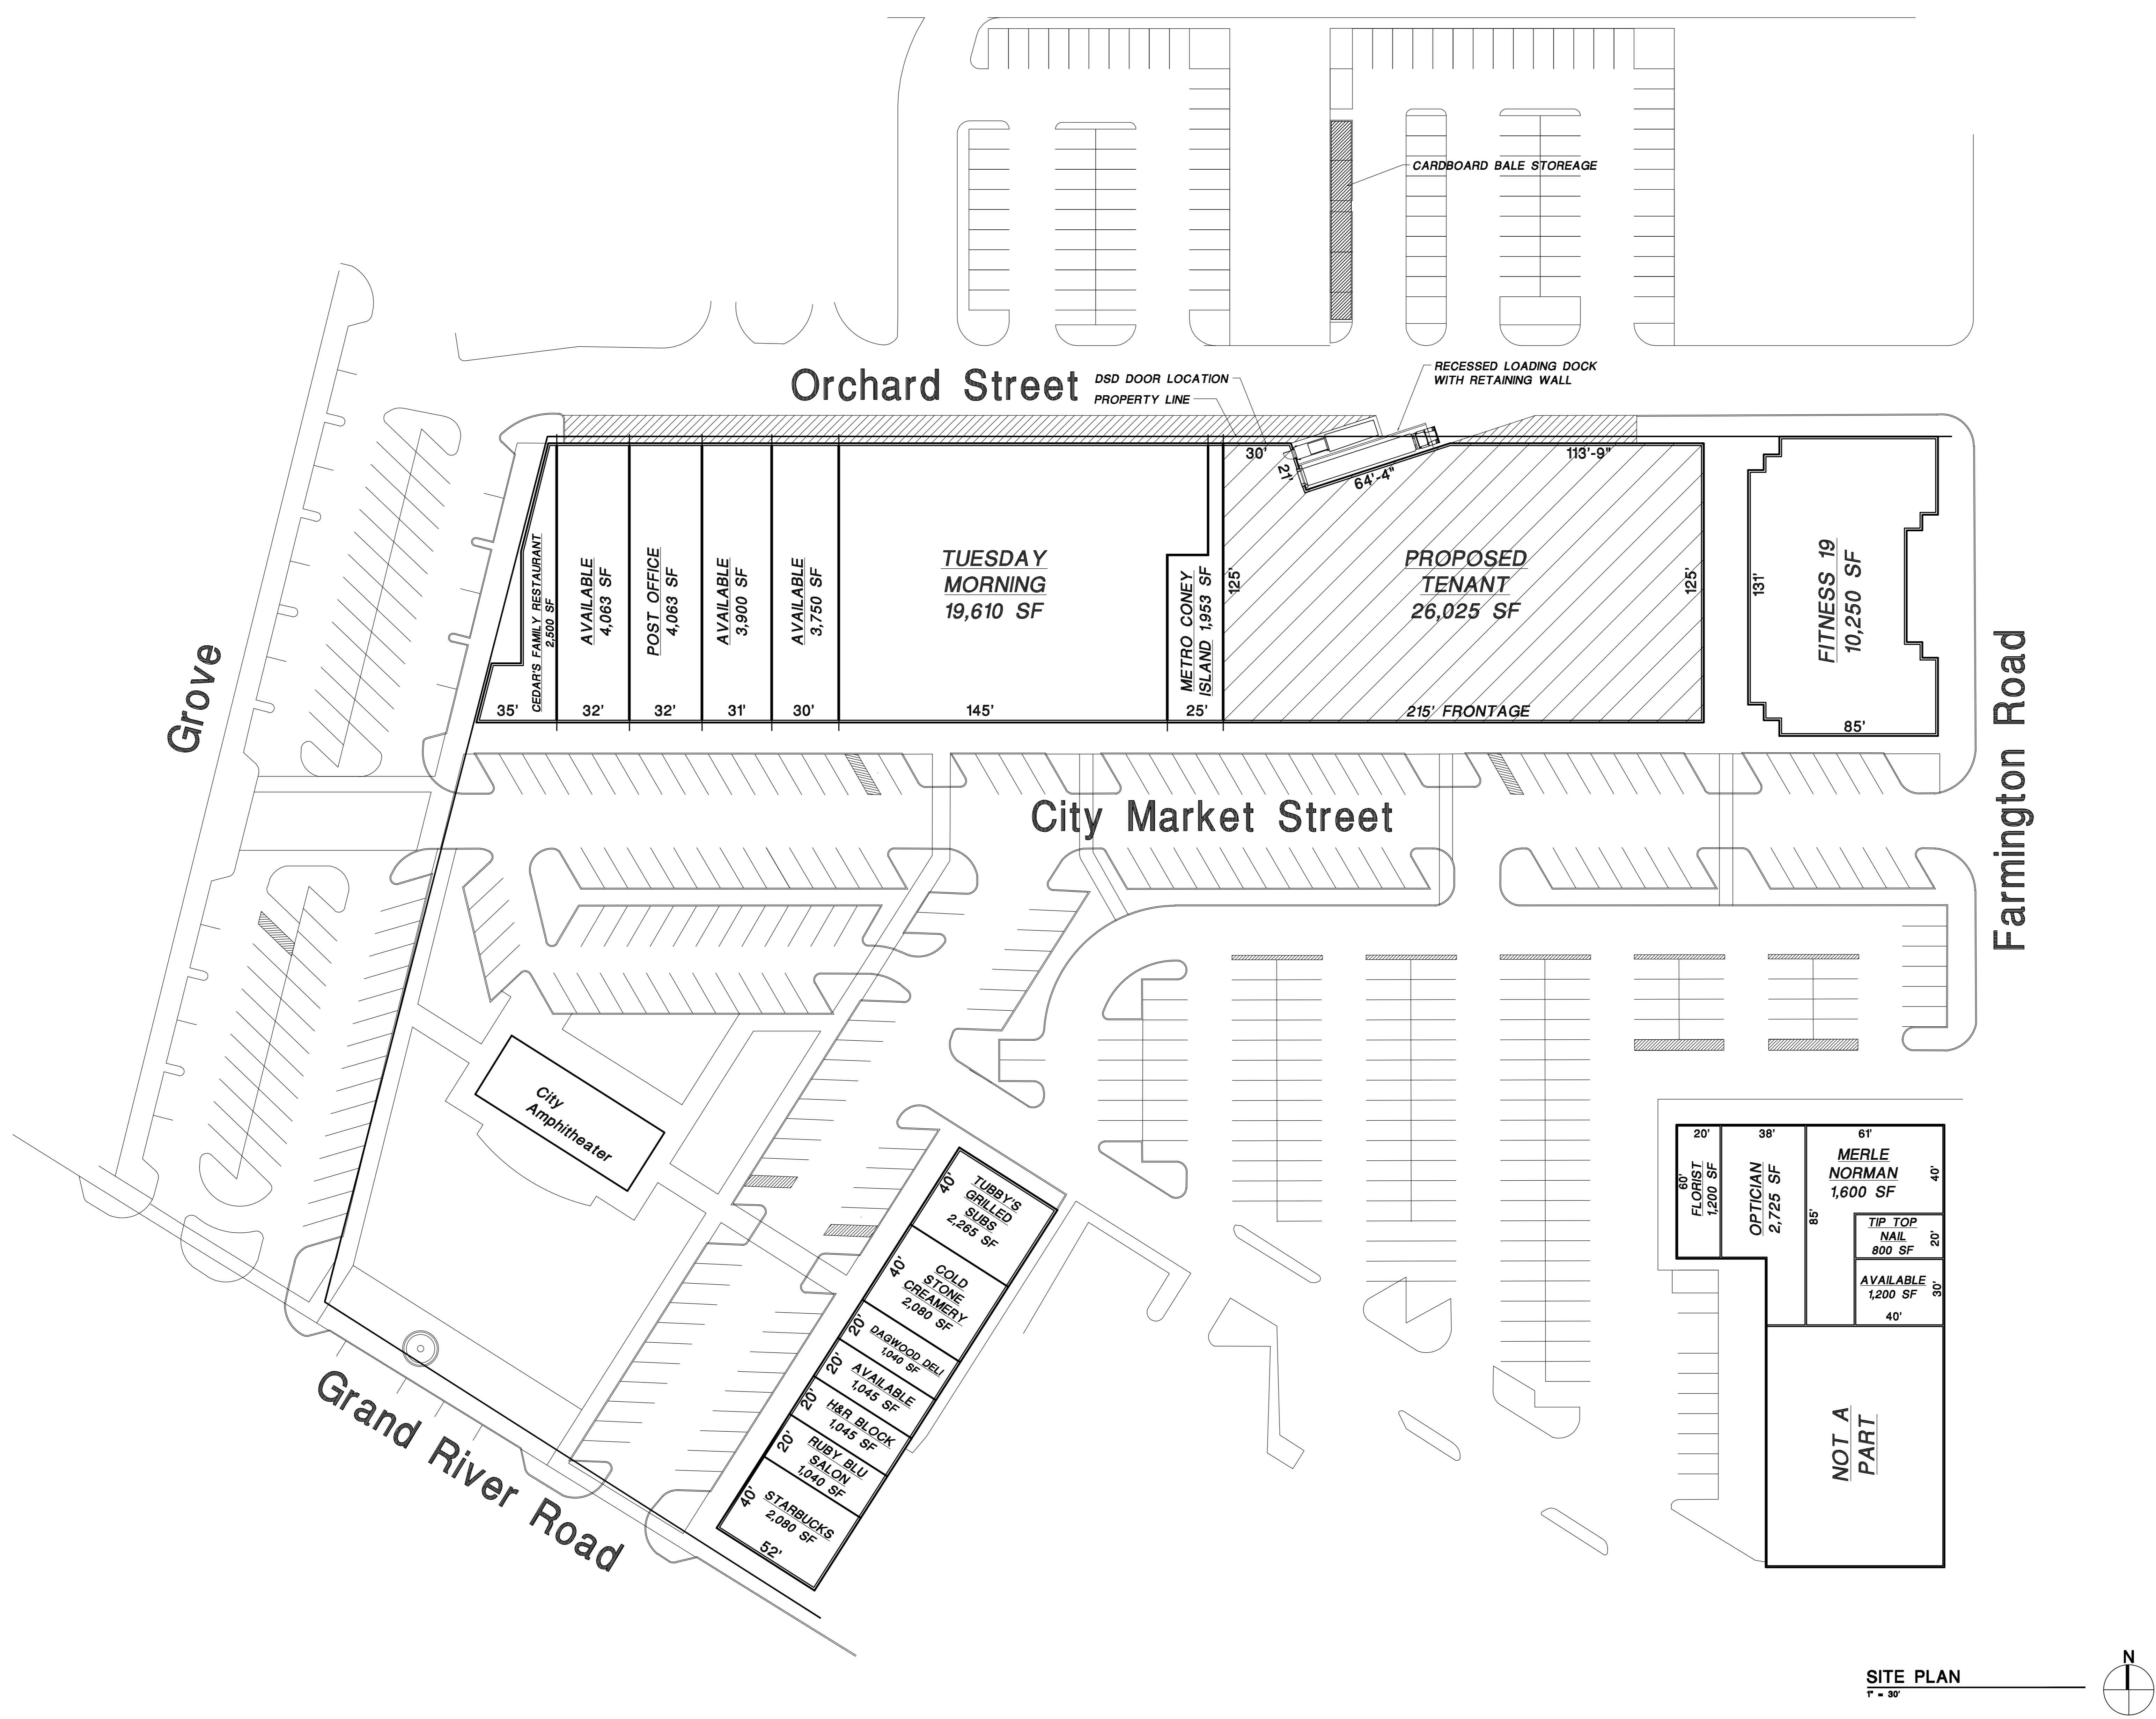 CARDBOARD BALE STOREAGE
RECESSED LOADING DOCK
WITH RETAINING WALL
Orchard Street
DSD DOOR LOCATION
PROPERTY LINE
30'
21'
64'-4"
113'-9"
CEDAR'S FAMILY RESTAURANT
2,500 SF
35'
AVAILABLE
4,063 SF
32'
POST OFFICE
4,063 SF
32'
AVAILABLE
3,900 SF
31'
AVAILABLE
3,750 SF
30'
TUESDAY
MORNING
19,610 SF
145'
METRO CONEY
ISLAND 1,953 SF
25'
125'
PROPOSED
TENANT
26,025 SF
215' FRONTAGE
125'
131'
FITNESS 19
10,250 SF
85'
Grove
Farmington Road
City Market Street
City
Amphitheater
Grand River Road
40'
TUBBY'S
GRILLED
SUBS
2,265 SF
40'
COLD
STONE
CREAMERY
2,080 SF
20'
DAGWOOD DELI
1,040 SF
20'
AVAILABLE
1,045 SF
20'
H&R BLOCK
1,045 SF
20'
RUBY BLU
SALON
1,040 SF
40'
STARBUCKS
2,080 SF
52'
20'
60'
FLORIST
1,200 SF
38'
OPTICIAN
2,725 SF
85'
61'
MERLE
NORMAN
1,600 SF
40'
TIP TOP
NAIL
800 SF
20'
AVAILABLE
1,200 SF
30'
40'
NOT A
PART
N
SITE PLAN
1" = 30'